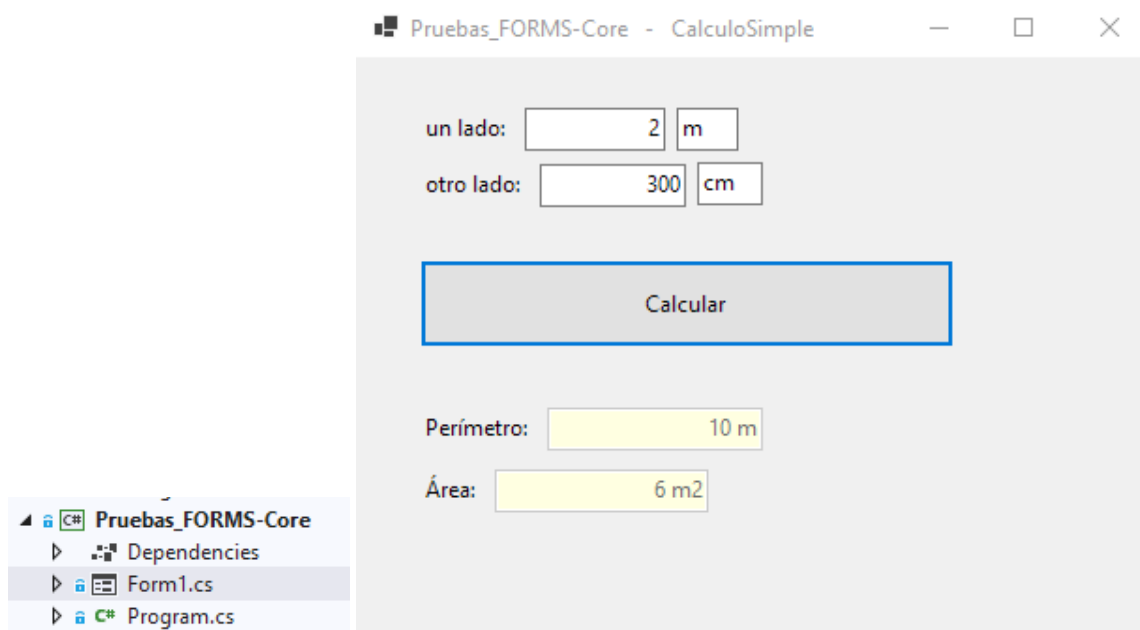 Pruebas_FORMS-Core - CalculoSimple
un lado: 2 m
otro lado: 300 cm
Calcular
Perímetro: 10 m
Área: 6 m2
C# Pruebas_FORMS-Core
Dependencies
Form1.cs
C# Program.cs